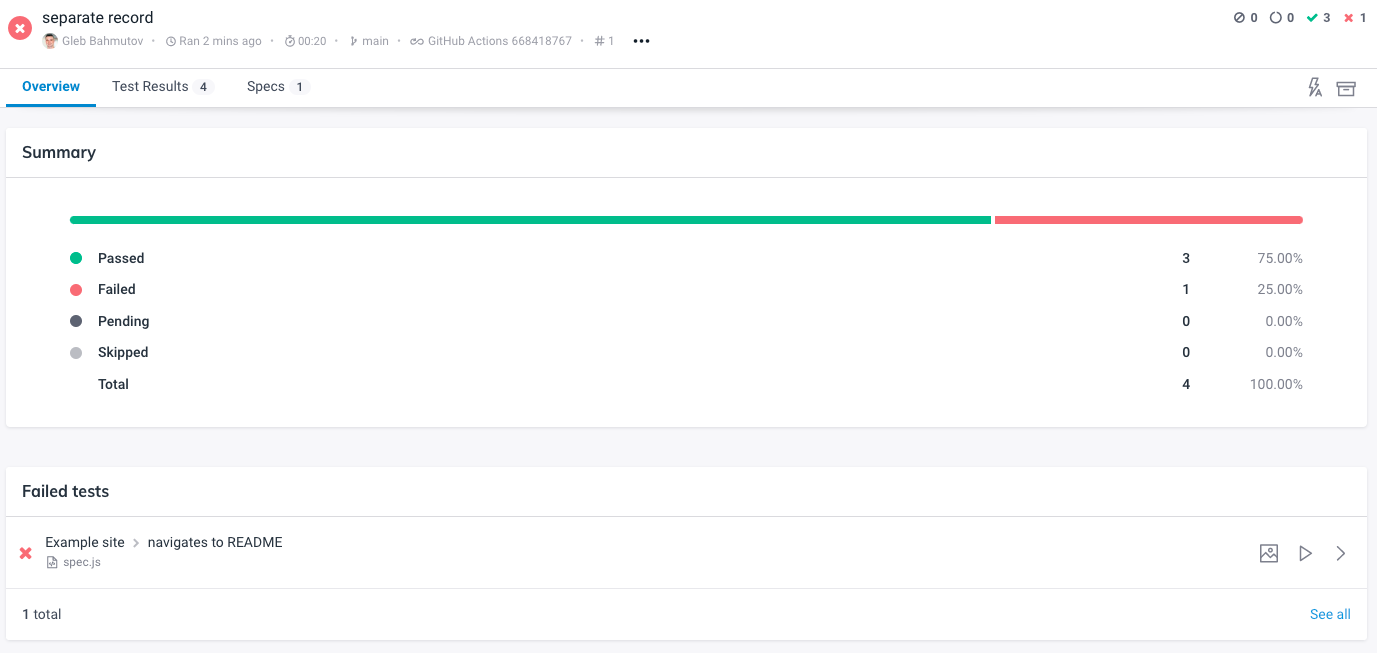 separate record 0 0 3 1
Gleb Bahmutov • Ran 2 mins ago • 00:20 • main • GitHub Actions 668418767 • # 1 •••
Overview Test Results 4 Specs 1
Summary
Passed 3 75.00%
Failed 1 25.00%
Pending 0 0.00%
Skipped 0 0.00%
Total 4 100.00%
Failed tests
Example site > navigates to README
spec.js
1 total See all